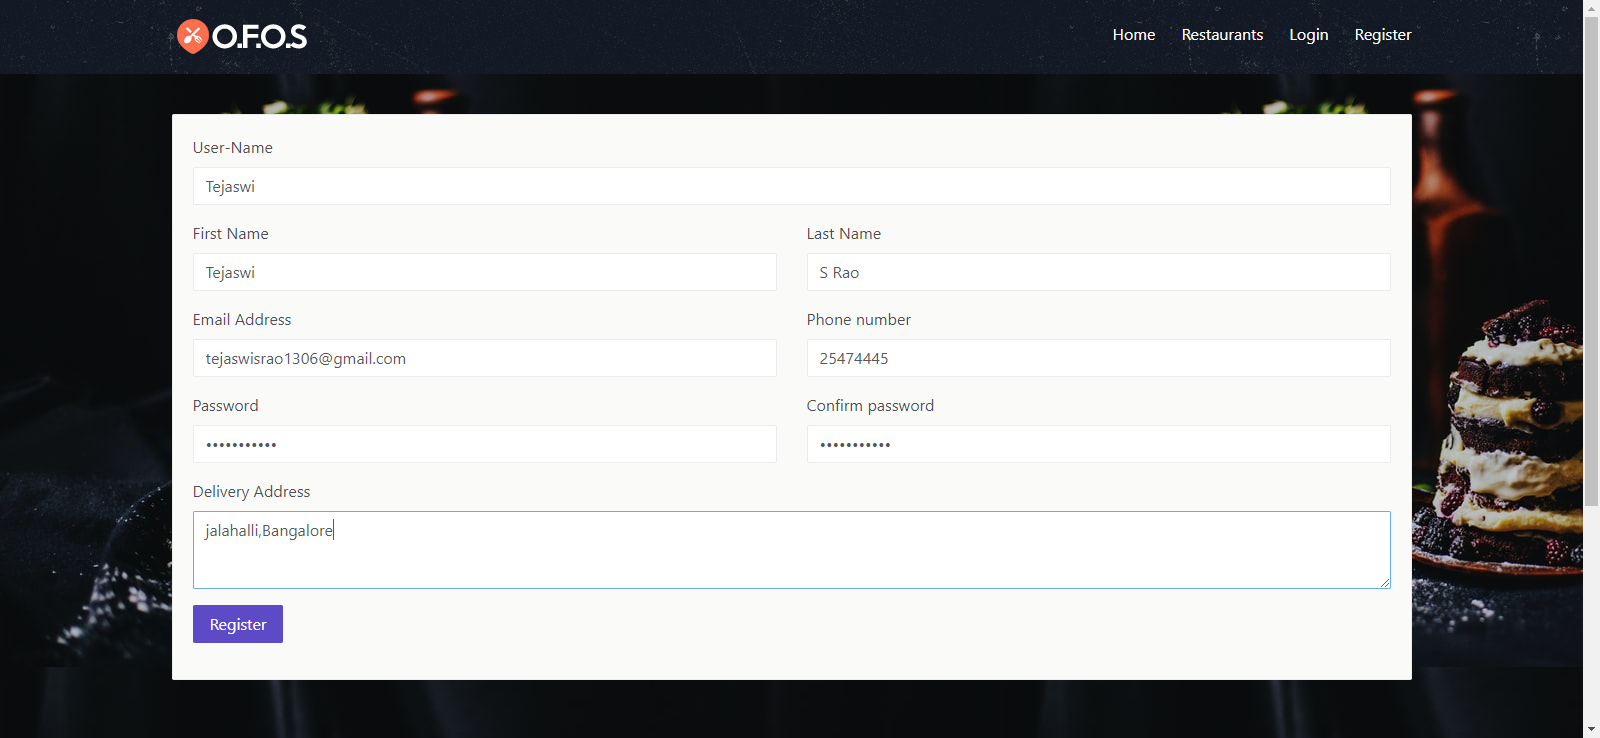 O.F.O.S
Home Restaurants Login Register
User-Name
Tejaswi
First Name Last Name
Tejaswi S Rao
Email Address Phone number
tejaswisrao1306@gmail.com 25474445
Password Confirm password
••••••••••• •••••••••••
Delivery Address
jalahalli,Bangalore
Register